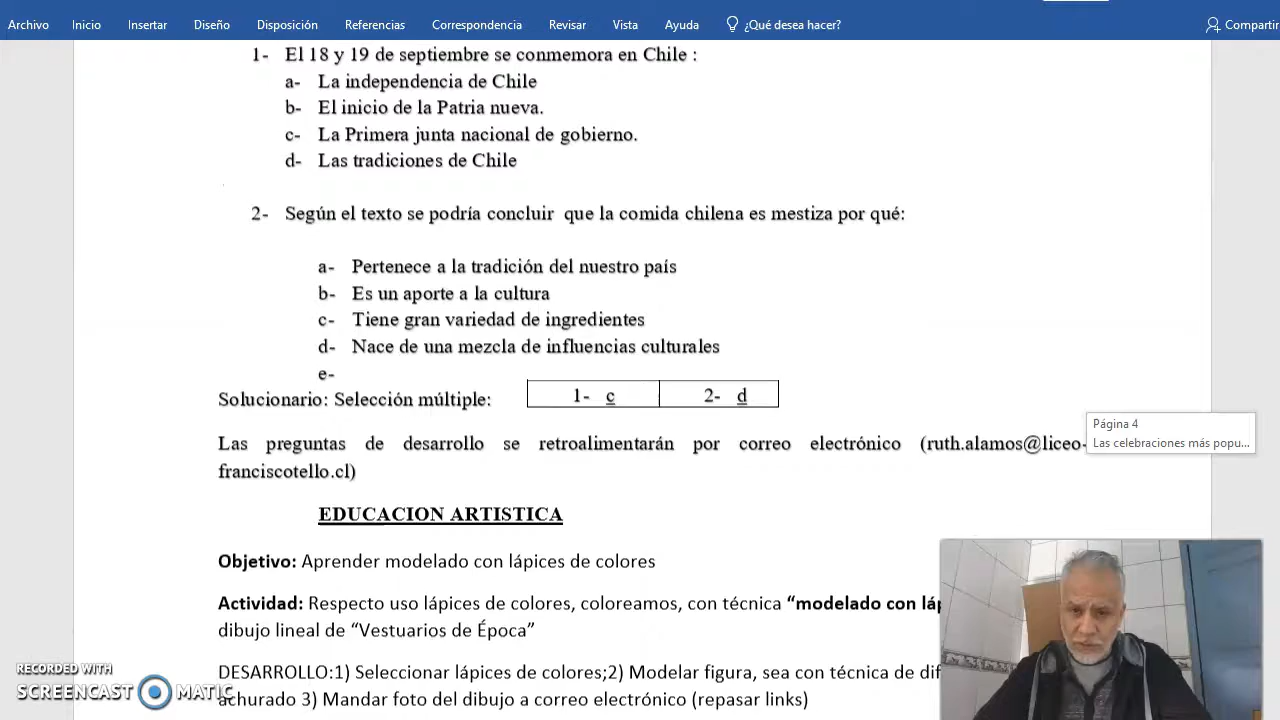 Archivo Inicio Insertar Diseño Disposición Referencias Correspondencia Revisar Vista Ayuda ¿Qué desea hacer? Compartir
1- El 18 y 19 de septiembre se conmemora en Chile :
a- La independencia de Chile
b- El inicio de la Patria nueva.
c- La Primera junta nacional de gobierno.
d- Las tradiciones de Chile
2- Según el texto se podría concluir que la comida chilena es mestiza por qué:
a- Pertenece a la tradición del nuestro país
b- Es un aporte a la cultura
c- Tiene gran variedad de ingredientes
d- Nace de una mezcla de influencias culturales
e-
Solucionario: Selección múltiple: 1- c 2- d
Página 4
Las celebraciones más popu...
Las preguntas de desarrollo se retroalimentarán por correo electrónico (ruth.alamos@liceo-
franciscotello.cl)
EDUCACION ARTISTICA
Objetivo: Aprender modelado con lápices de colores
Actividad: Respecto uso lápices de colores, coloreamos, con técnica “modelado con
dibujo lineal de “Vestuarios de Época”
DESARROLLO:1) Seleccionar lápices de colores;2) Modelar figura, sea con técnica de
achurado 3) Mandar foto del dibujo a correo electrónico (repasar links)
RECORDED WITH
SCREENCAST MATIC